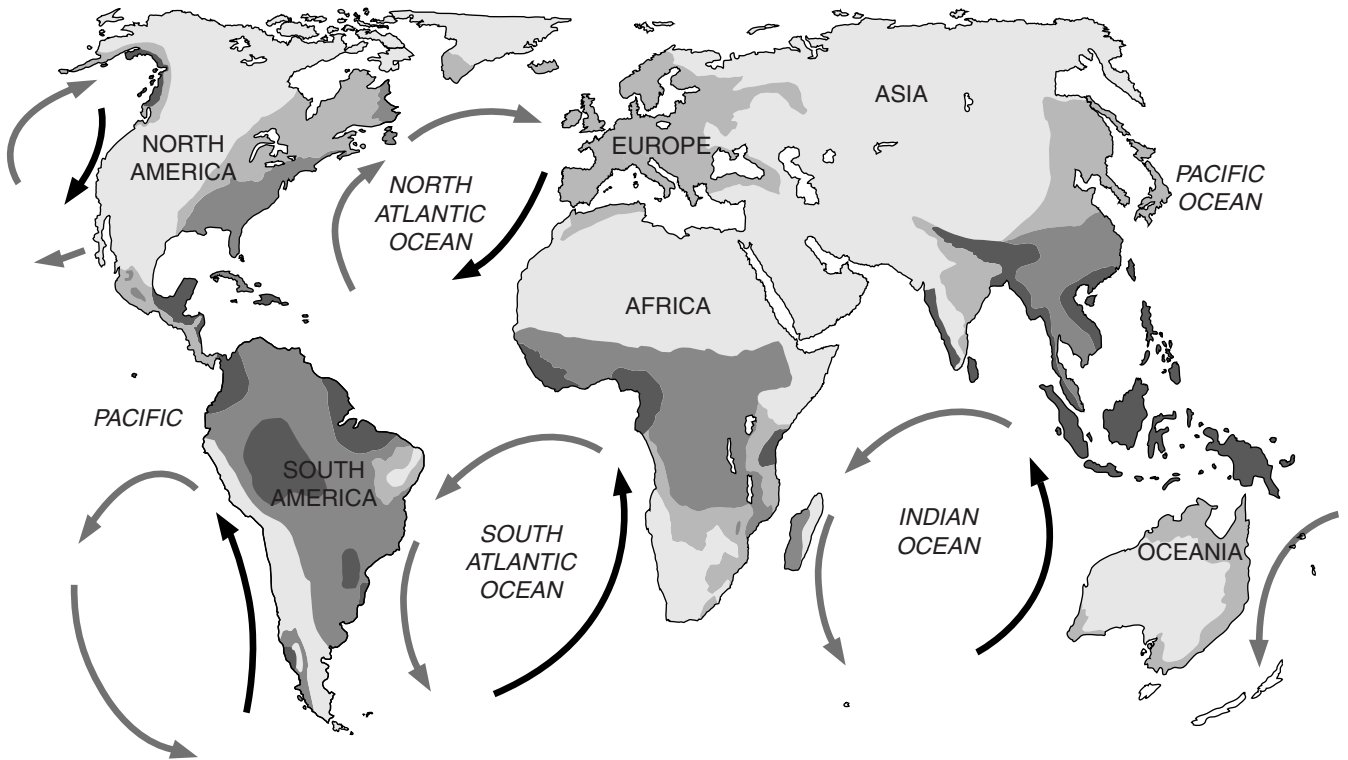 ASIA
NORTH
AMERICA
EUROPE
PACIFIC
OCEAN
NORTH
ATLANTIC
OCEAN
AFRICA
PACIFIC
SOUTH
AMERICA
SOUTH
ATLANTIC
OCEAN
INDIAN
OCEAN
OCEANIA